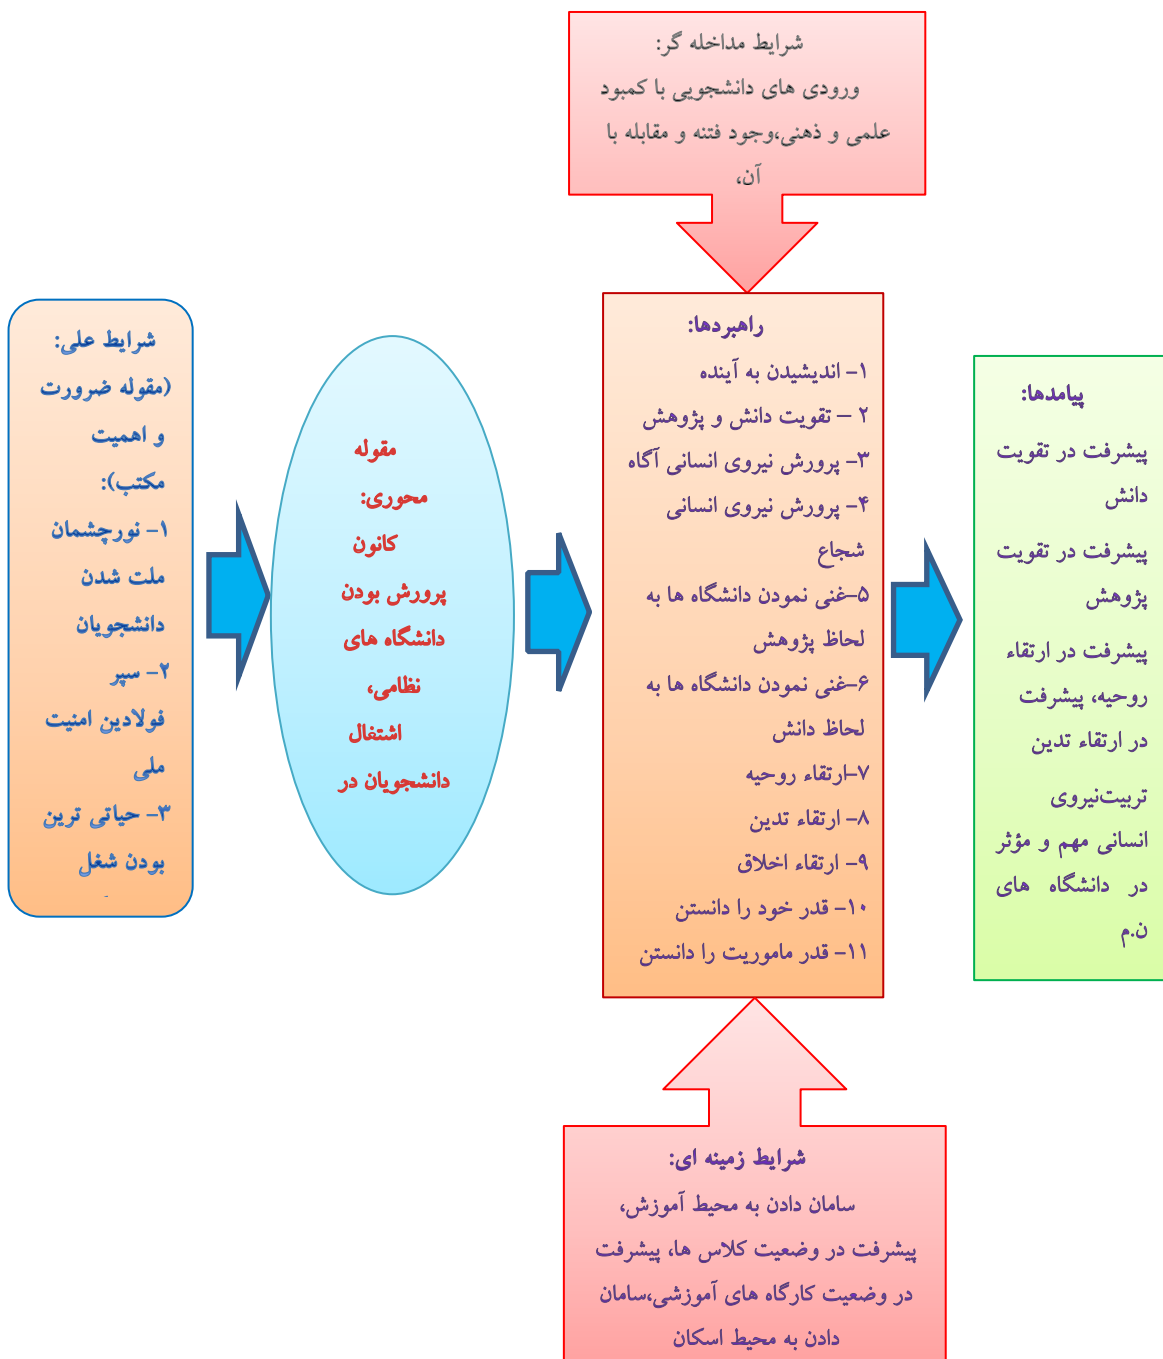 شرایط مداخله گر:
ورودی های دانشجویی با کمبود
علمی و ذهنی،وجود فتنه و مقابله با
آن،
شرایط علی:
(مقوله ضرورت
و اهمیت
مکتب):
۱- نورچشمان
ملت شدن
دانشجویان
۲- سپر
فولادین امنیت
ملی
۳- حیاتی ترین
بودن شغل
مقوله
محوری:
کانون
پرورش بودن
دانشگاه های
نظامی،
اشتغال
دانشجویان در
راهبردها:
۱- اندیشیدن به آینده
۲ – تقویت دانش و پژوهش
۳- پرورش نیروی انسانی آگاه
۴- پرورش نیروی انسانی
شجاع
۵-غنی نمودن دانشگاه ها به
لحاظ پژوهش
۶-غنی نمودن دانشگاه ها به
لحاظ دانش
۷-ارتقاء روحیه
۸- ارتقاء تدین
۹- ارتقاء اخلاق
۱۰- قدر خود را دانستن
۱۱- قدر ماموریت را دانستن
پیامدها:
پیشرفت در تقویت
دانش
پیشرفت در تقویت
پژوهش
پیشرفت در ارتقاء
روحیه، پیشرفت
در ارتقاء تدین
تربیت‌نیروی
انسانی مهم و مؤثر
در دانشگاه های
ن.م
شرایط زمینه ای:
سامان دادن به محیط آموزش،
پیشرفت در وضعیت کلاس ها، پیشرفت
در وضعیت کارگاه های آموزشی،سامان
دادن به محیط اسکان